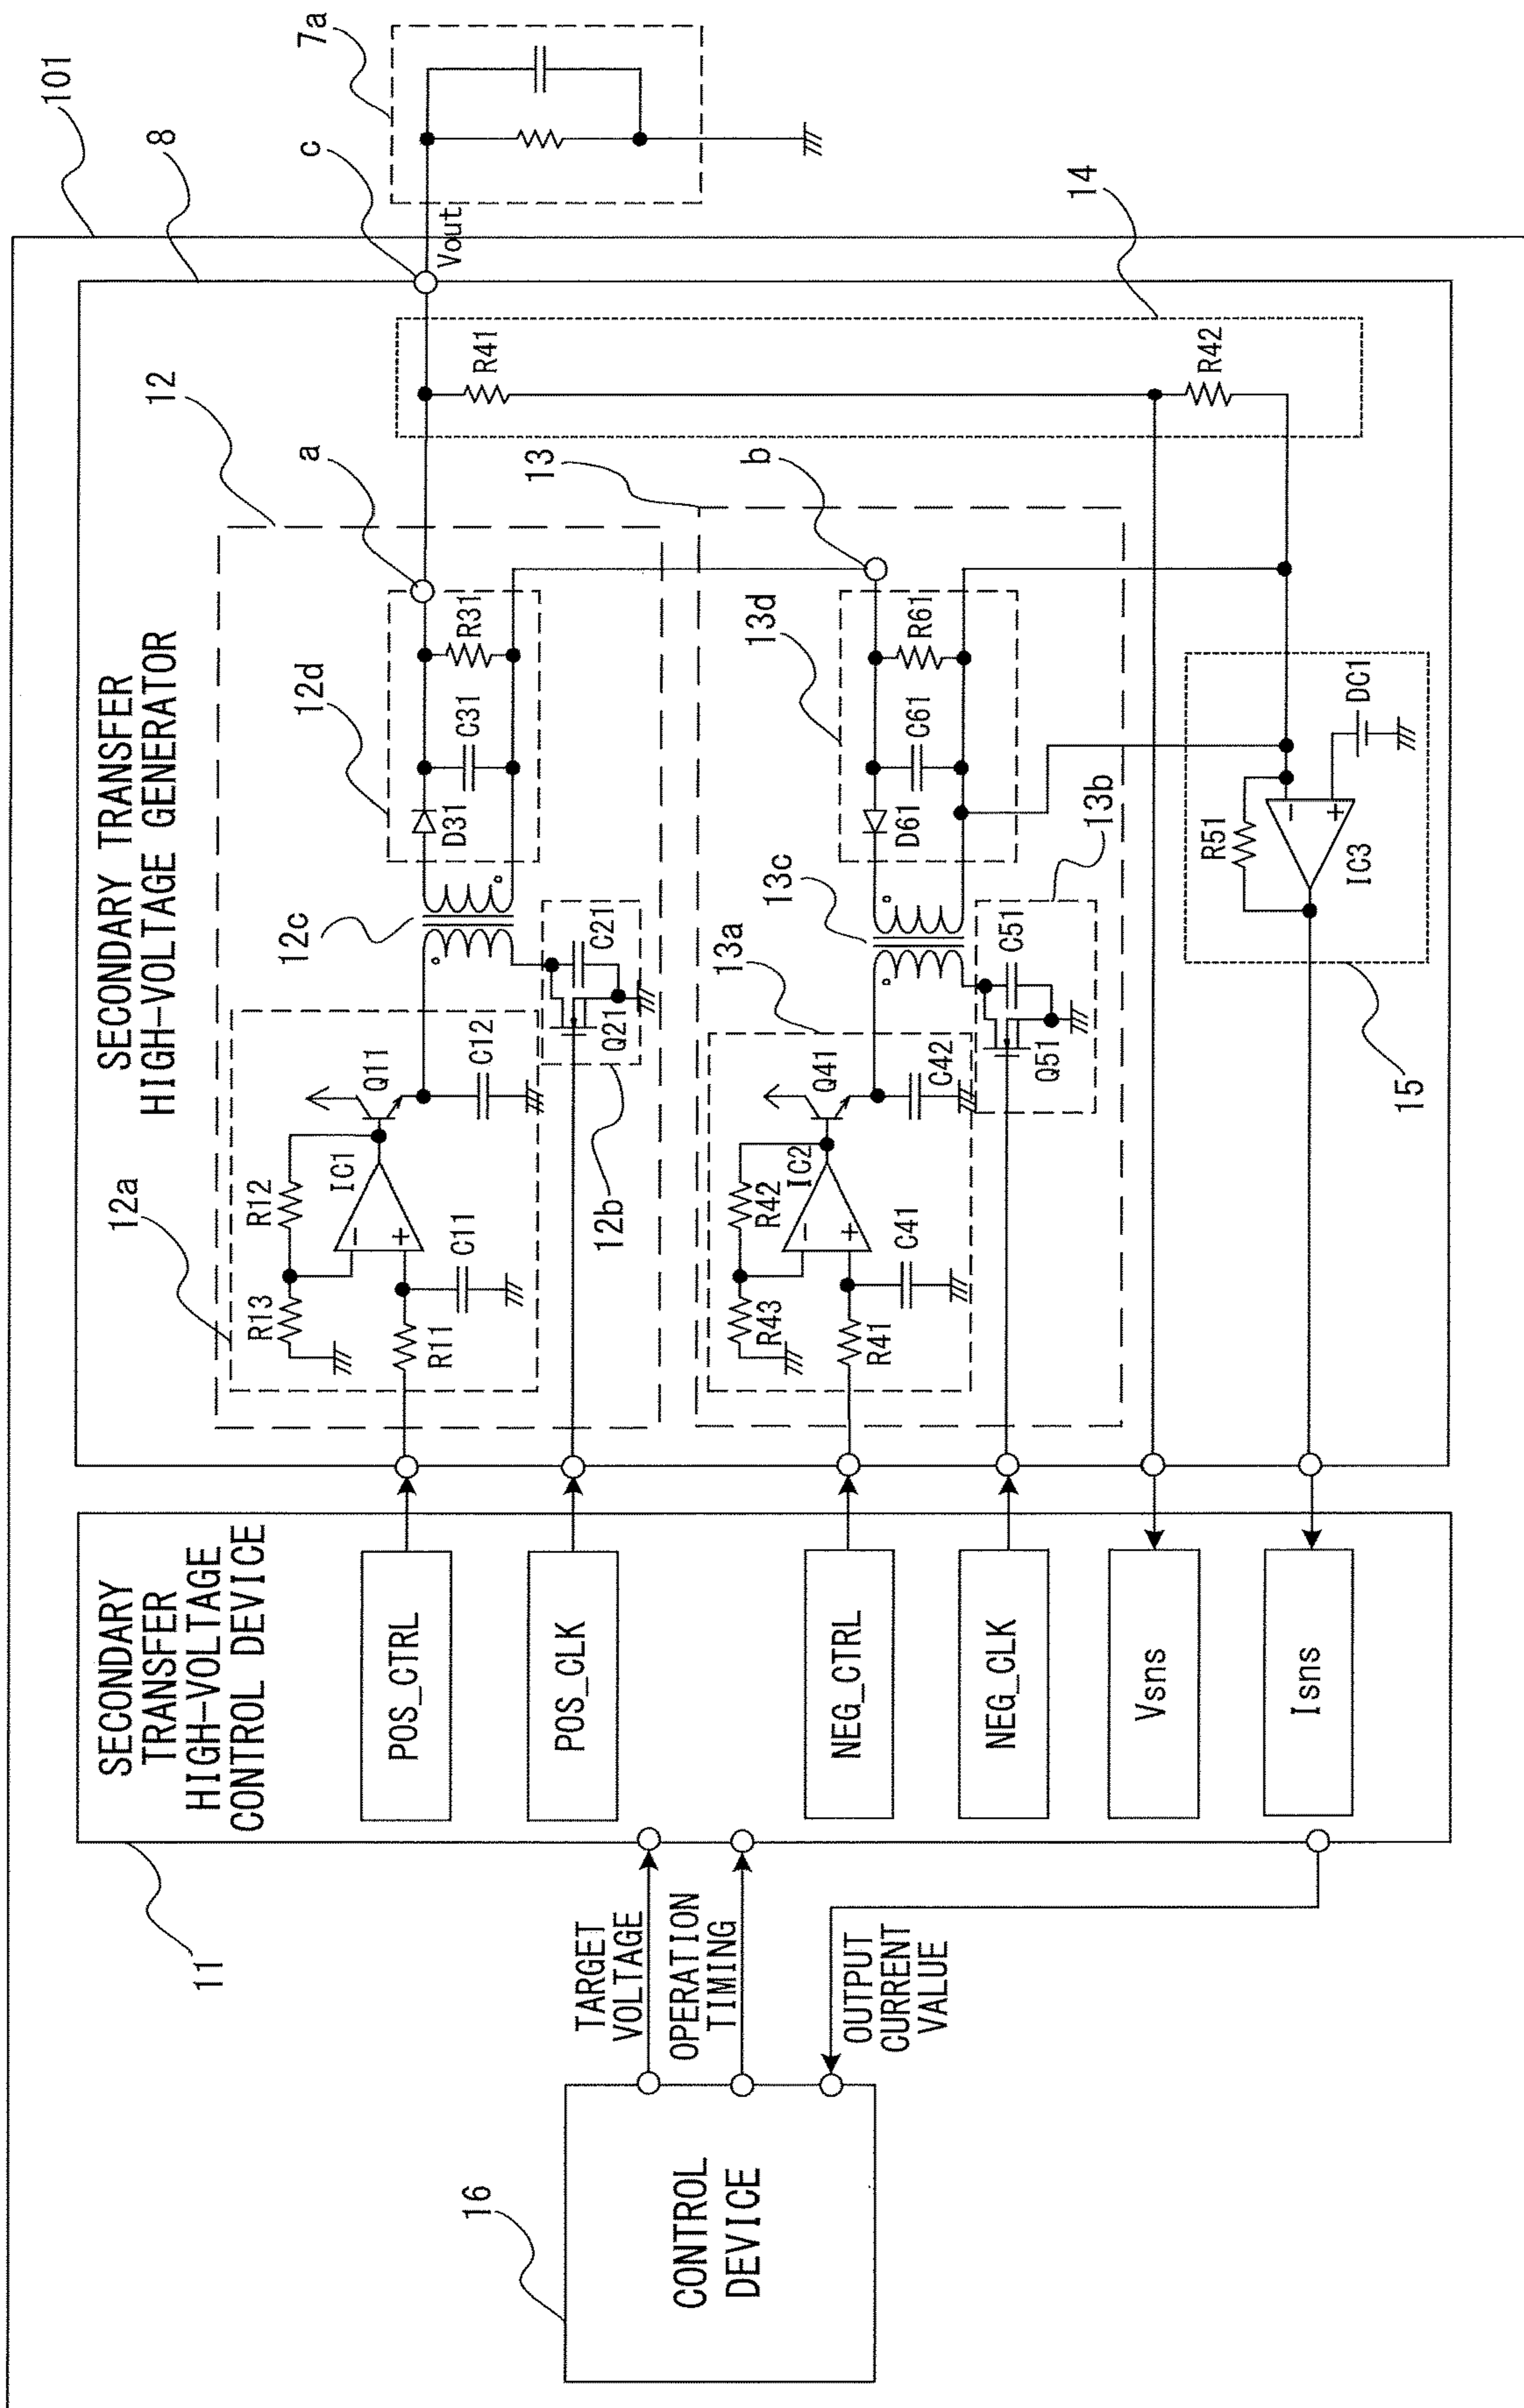 101
8
SECONDARY TRANSFER
HIGH-VOLTAGE GENERATOR
12
12a
R13
R12
IC1
Q11
R11
C11
C12
12b
Q21
C21
12c
12d
D31
C31
R31
a
c
Vout
7a
13
13a
R43
R42
IC2
Q41
R41
C41
C42
13b
Q51
C51
13c
13d
D61
C61
R61
b
14
R41
R42
15
R51
IC3
DC1
11
SECONDARY
TRANSFER
HIGH-VOLTAGE
CONTROL DEVICE
POS_CTRL
POS_CLK
NEG_CTRL
NEG_CLK
Vsns
Isns
TARGET
VOLTAGE
OPERATION
TIMING
OUTPUT
CURRENT
VALUE
16
CONTROL
DEVICE